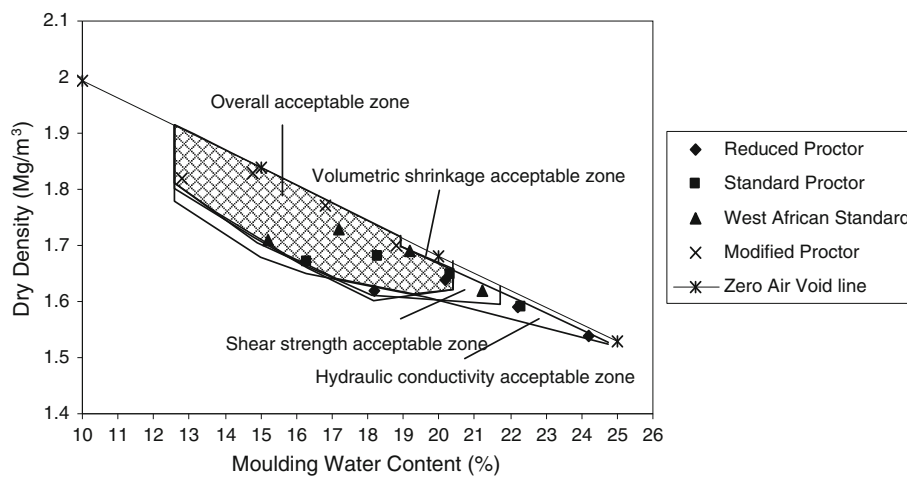 2.1
2
1.9
1.8
1.7
1.6
1.5
1.4
Dry Density (Mg/m³)
10 11 12 13 14 15 16 17 18 19 20 21 22 23 24 25 26
Moulding Water Content (%)
Overall acceptable zone
Volumetric shrinkage acceptable zone
Shear strength acceptable zone
Hydraulic conductivity acceptable zone
Reduced Proctor
Standard Proctor
West African Standard
Modified Proctor
Zero Air Void line